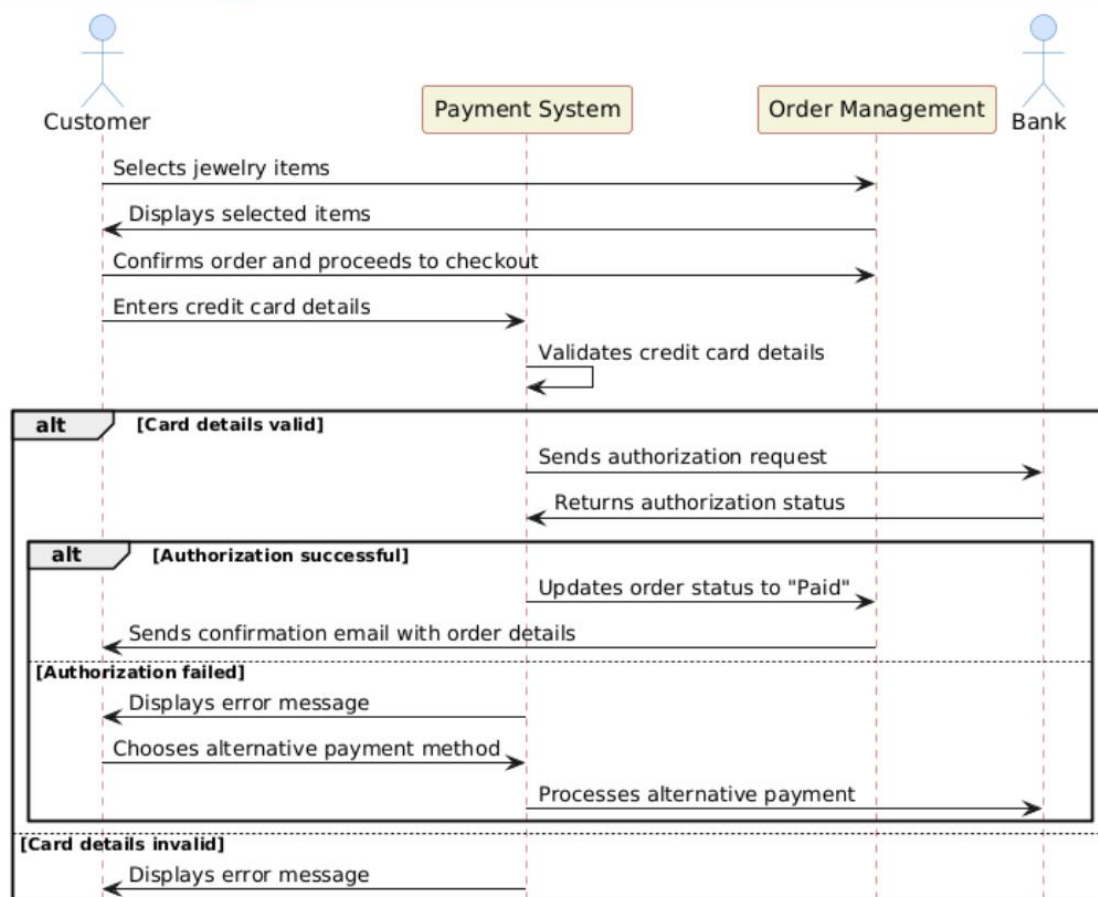 Customer
Payment System
Order Management
Bank
Selects jewelry items
Displays selected items
Confirms order and proceeds to checkout
Enters credit card details
Validates credit card details
alt [Card details valid]
Sends authorization request
Returns authorization status
alt [Authorization successful]
Updates order status to "Paid"
Sends confirmation email with order details
[Authorization failed]
Displays error message
Chooses alternative payment method
Processes alternative payment
[Card details invalid]
Displays error message